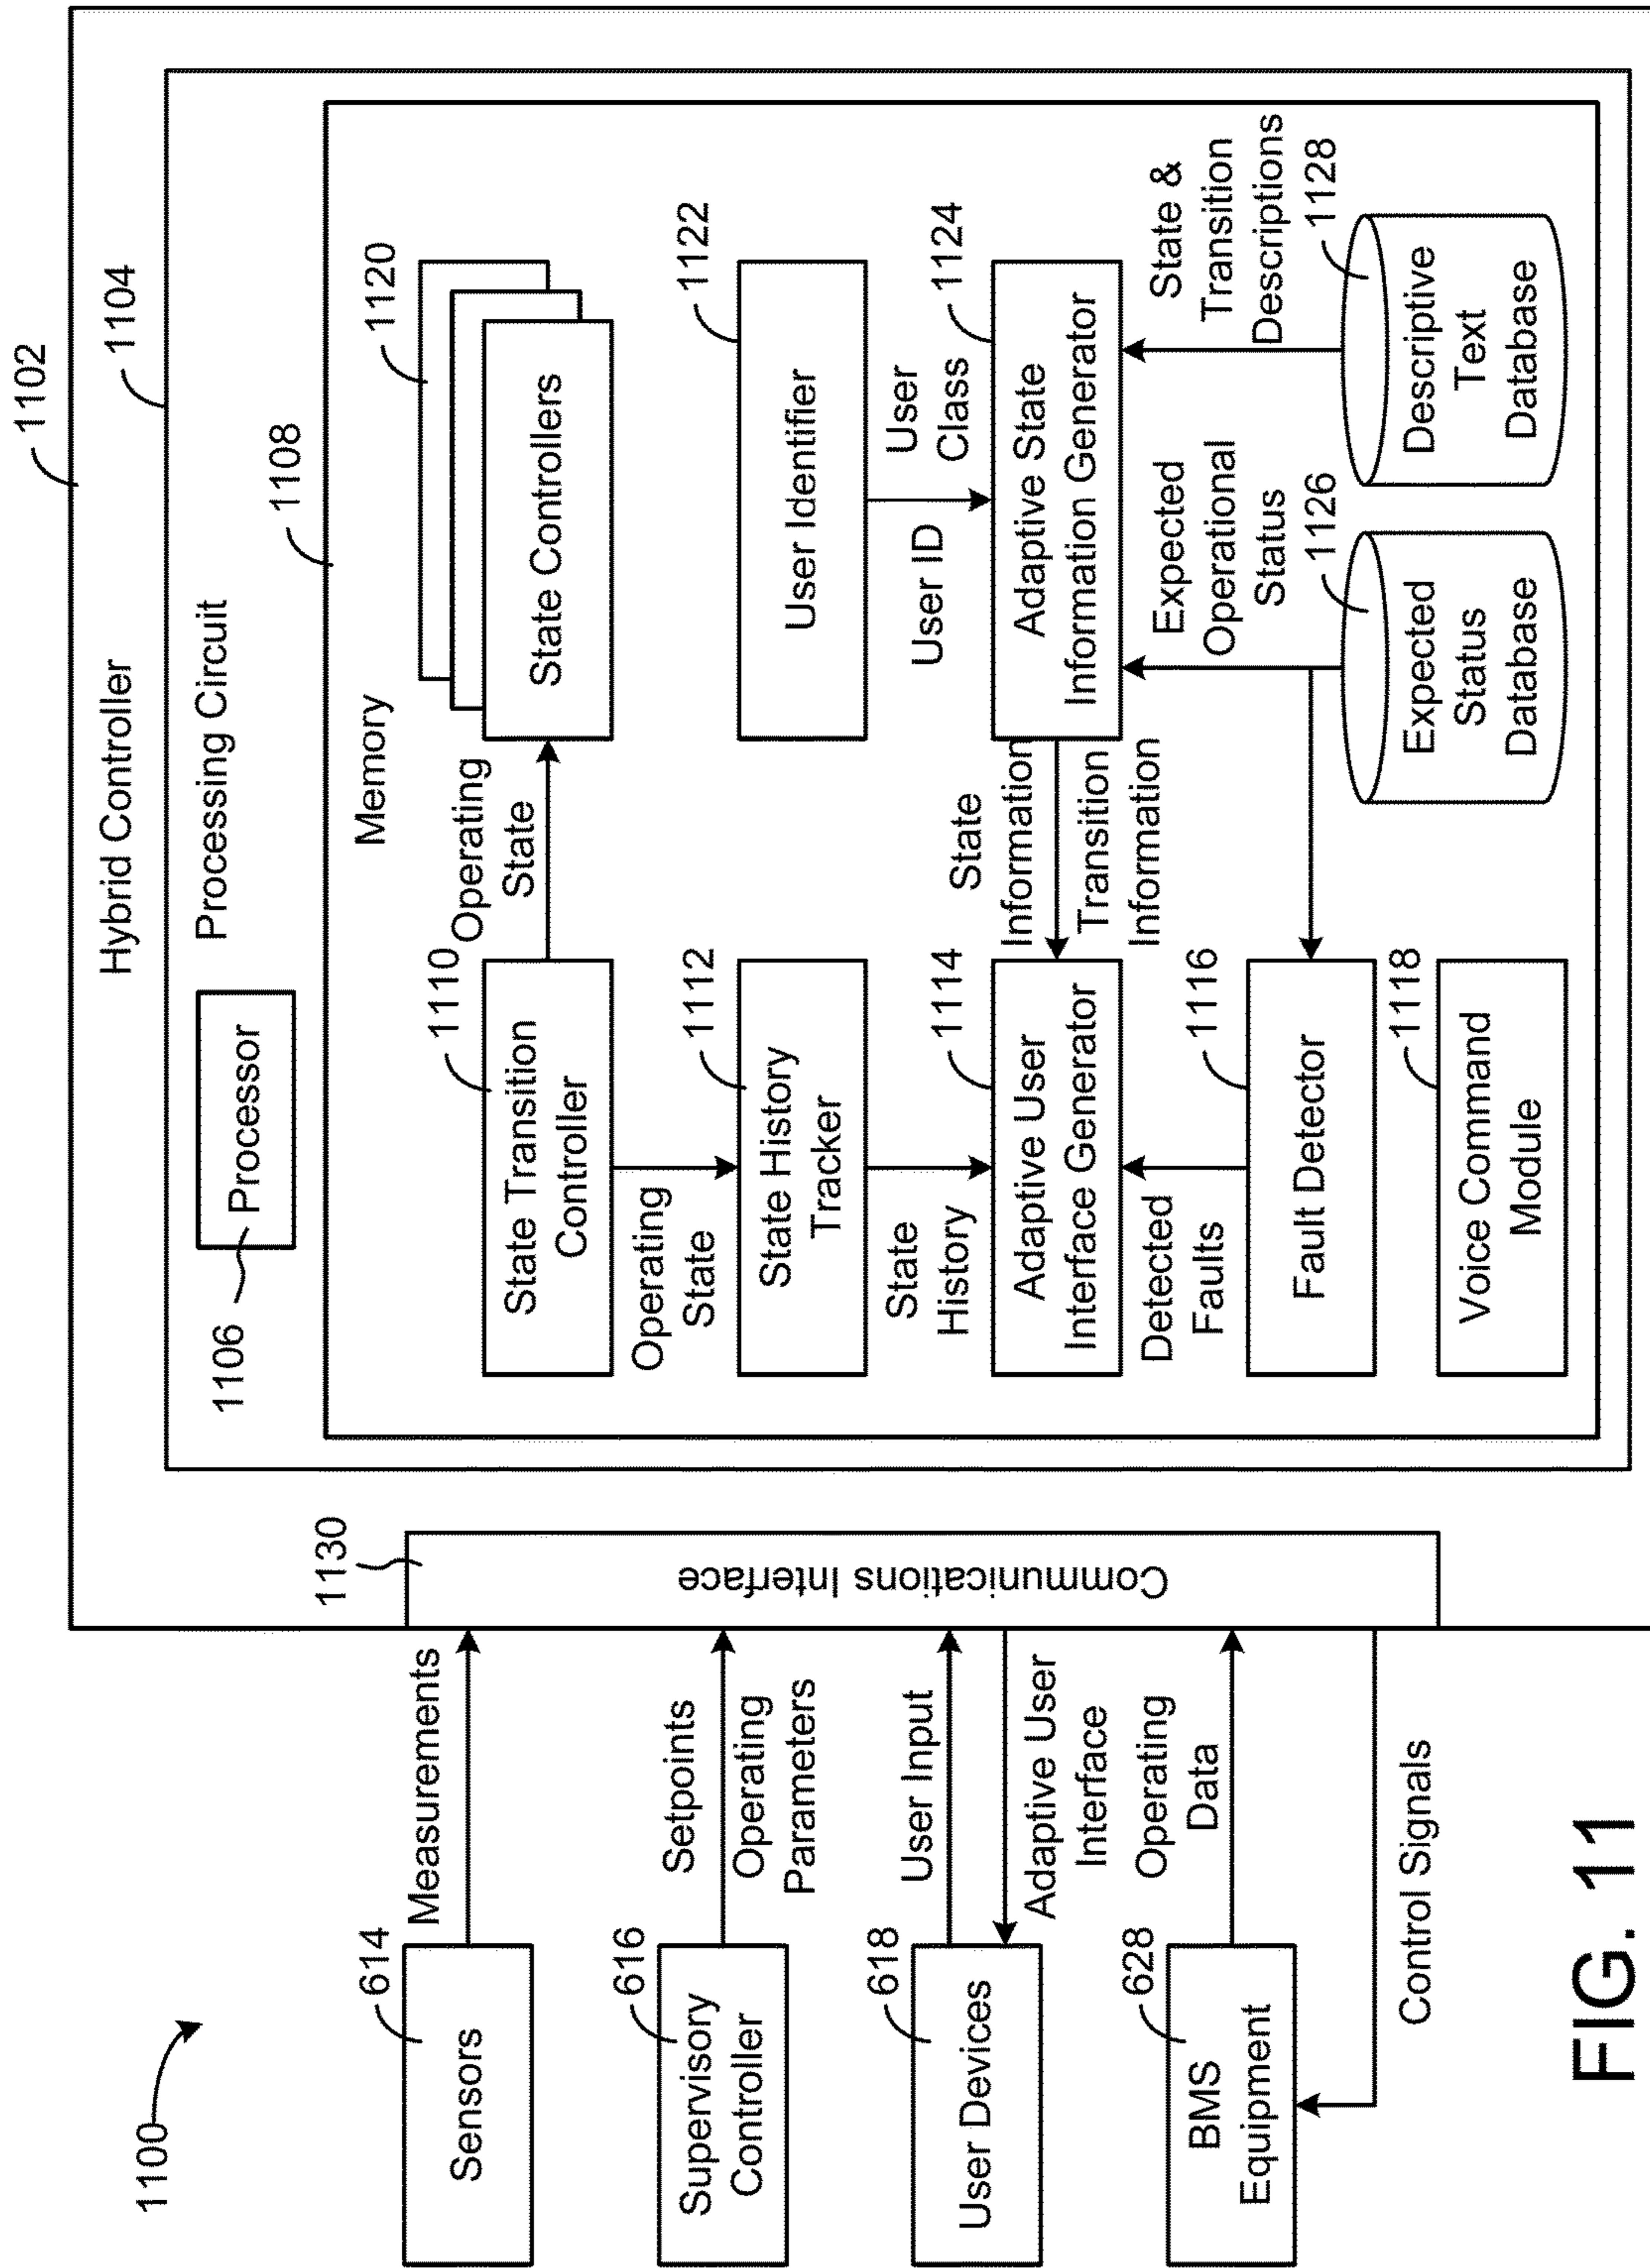 1100
614
Sensors
Measurements
616
Supervisory
Controller
Setpoints
Operating
Parameters
618
User Devices
User Input
Adaptive User
Interface
628
BMS
Equipment
Operating
Data
Control Signals
1130
Communications Interface
1102
Hybrid Controller
1104
Processing Circuit
1106
Processor
1108
Memory
1110
State Transition
Controller
Operating
State
1120
State Controllers
Operating
State
1112
State History
Tracker
1122
User Identifier
State
History
User ID
User
Class
1114
Adaptive User
Interface Generator
State
Information
Transition
Information
1124
Adaptive State
Information Generator
Detected
Faults
Expected
Operational
Status
State &
Transition
Descriptions
1116
Fault Detector
1126
Expected
Status
Database
1128
Descriptive
Text
Database
1118
Voice Command
Module
FIG. 11